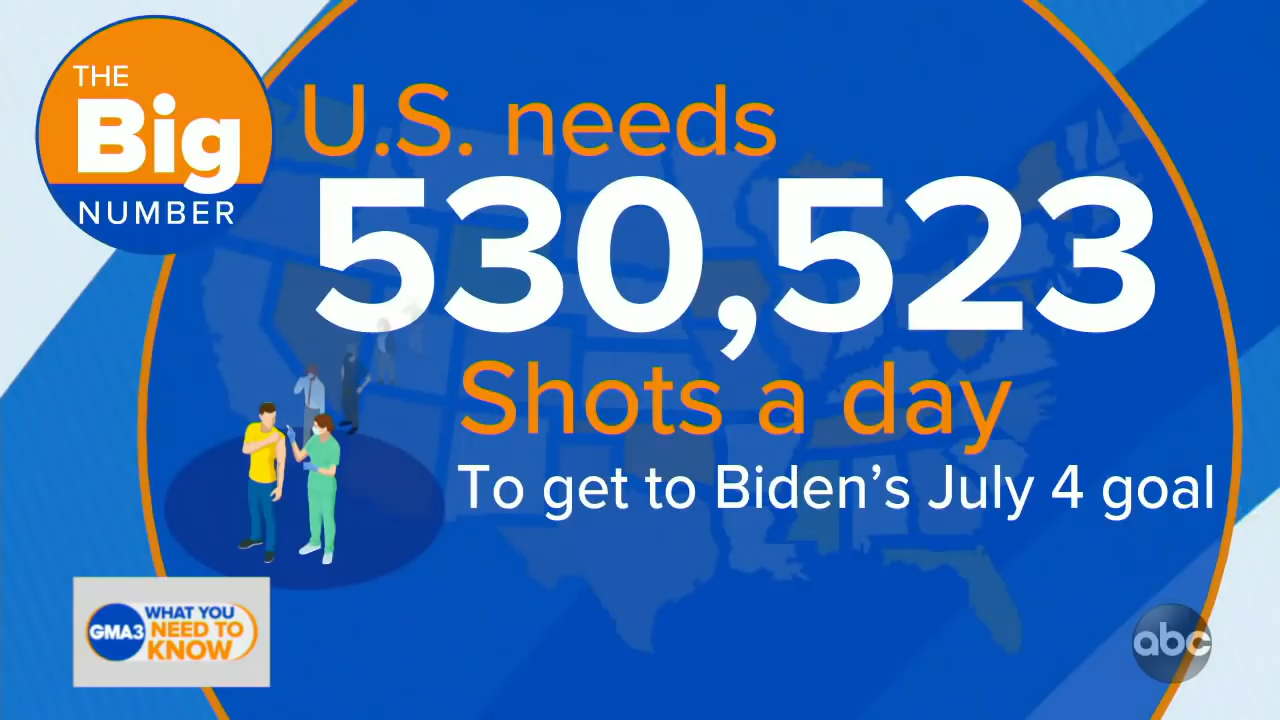 THE
Big
NUMBER
U.S. needs
530,523
Shots a day
To get to Biden's July 4 goal
GMA3
WHAT YOU
NEED TO
KNOW
abc